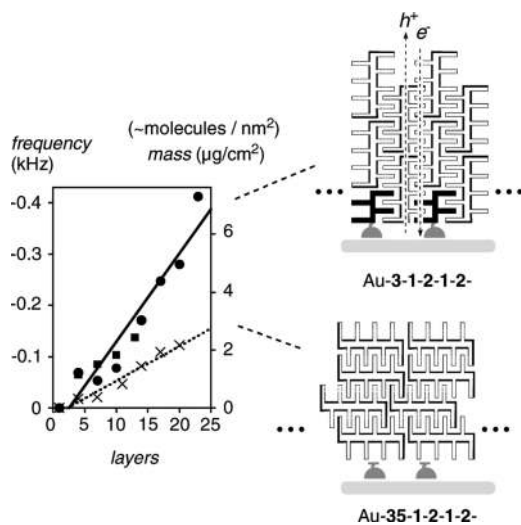 h⁺
e⁻
frequency
(kHz)
(~molecules / nm²)
mass (µg/cm²)
-0.4
-0.3
-0.2
-0.1
0
6
4
2
0
0 5 10 15 20 25
layers
Au-3-1-2-1-2-
Au-35-1-2-1-2-